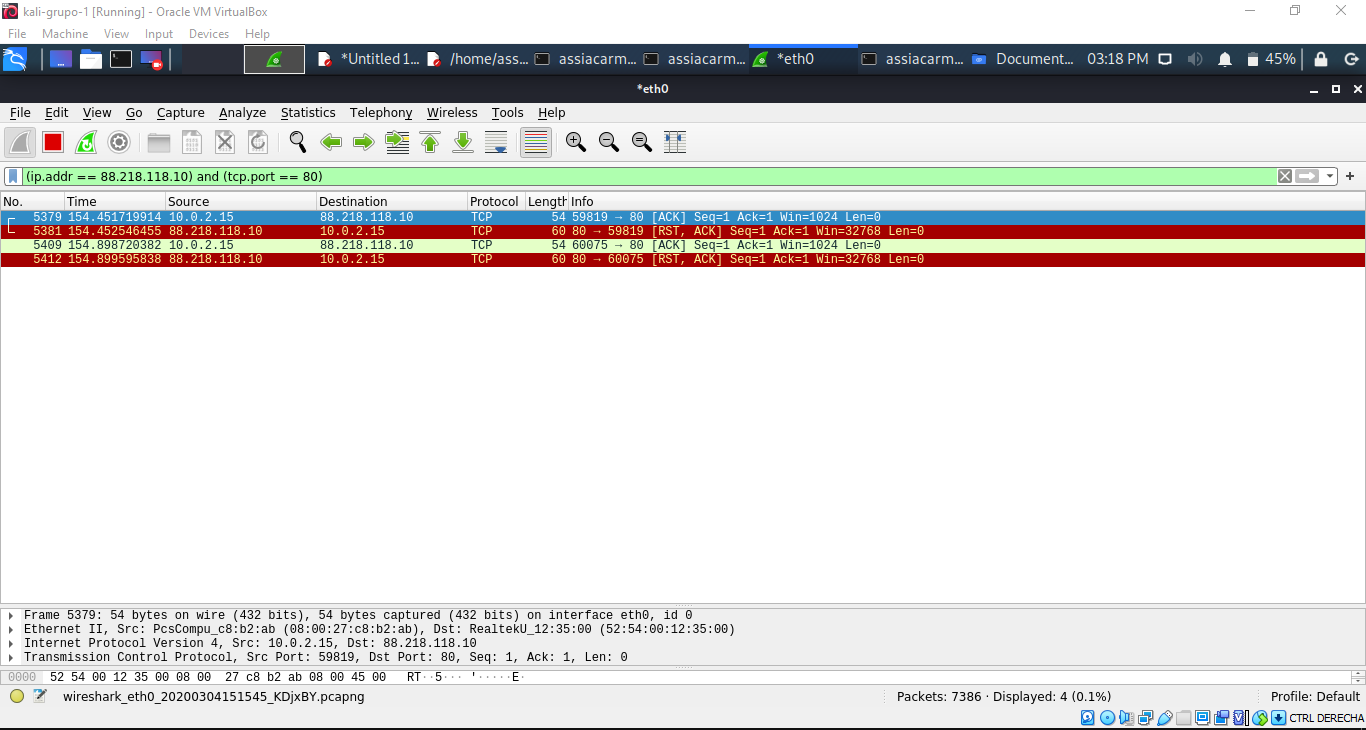 kali-grupo-1 [Running] - Oracle VM VirtualBox
File Machine View Input Devices Help
*Untitled 1... /home/ass... assiacarm... assiacarm... *eth0 assiacarm... Document... 03:18 PM 45%
*eth0
File Edit View Go Capture Analyze Statistics Telephony Wireless Tools Help
(ip.addr == 88.218.118.10) and (tcp.port == 80)
No. Time Source Destination Protocol Length Info
5379 154.451719914 10.0.2.15 88.218.118.10 TCP 54 59819 → 80 [ACK] Seq=1 Ack=1 Win=1024 Len=0
5381 154.452546455 88.218.118.10 10.0.2.15 TCP 60 80 → 59819 [RST, ACK] Seq=1 Ack=1 Win=32768 Len=0
5409 154.898720382 10.0.2.15 88.218.118.10 TCP 54 60075 → 80 [ACK] Seq=1 Ack=1 Win=1024 Len=0
5412 154.899595838 88.218.118.10 10.0.2.15 TCP 60 80 → 60075 [RST, ACK] Seq=1 Ack=1 Win=32768 Len=0
Frame 5379: 54 bytes on wire (432 bits), 54 bytes captured (432 bits) on interface eth0, id 0
Ethernet II, Src: PcsCompu_c8:b2:ab (08:00:27:c8:b2:ab), Dst: RealtekU_12:35:00 (52:54:00:12:35:00)
Internet Protocol Version 4, Src: 10.0.2.15, Dst: 88.218.118.10
Transmission Control Protocol, Src Port: 59819, Dst Port: 80, Seq: 1, Ack: 1, Len: 0
0000 52 54 00 12 35 00 08 00 27 c8 b2 ab 08 00 45 00 RT··5··· '·····E·
wireshark_eth0_20200304151545_KDjxBY.pcapng Packets: 7386 · Displayed: 4 (0.1%) Profile: Default
CTRL DERECHA